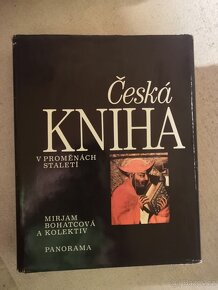 Česká
KNIHA
V PROMĚNÁCH
STALETÍ
MIRJAM
BOHATCOVÁ
A KOLEKTIV
PANORAMA